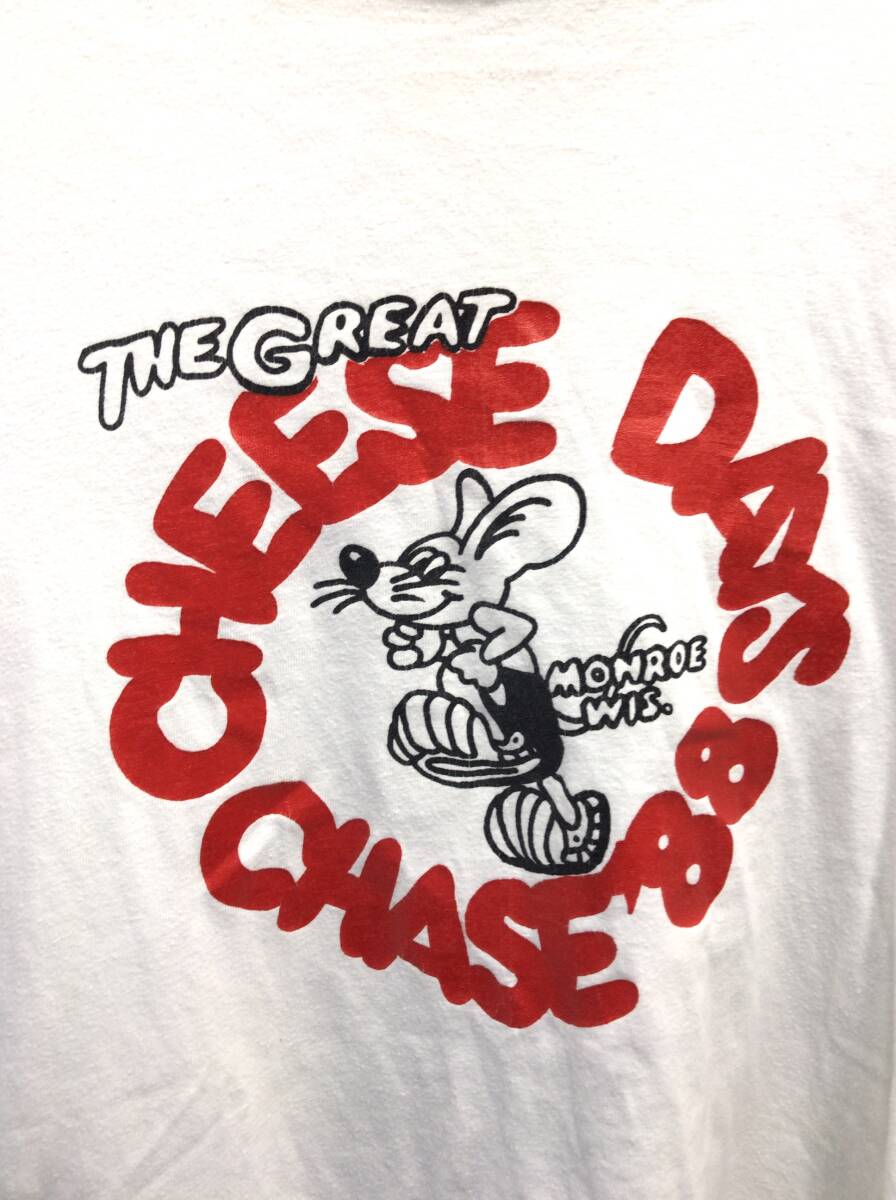 THE GREAT
CHEESE DAYS
CHASE '88
MONROE
WIS.